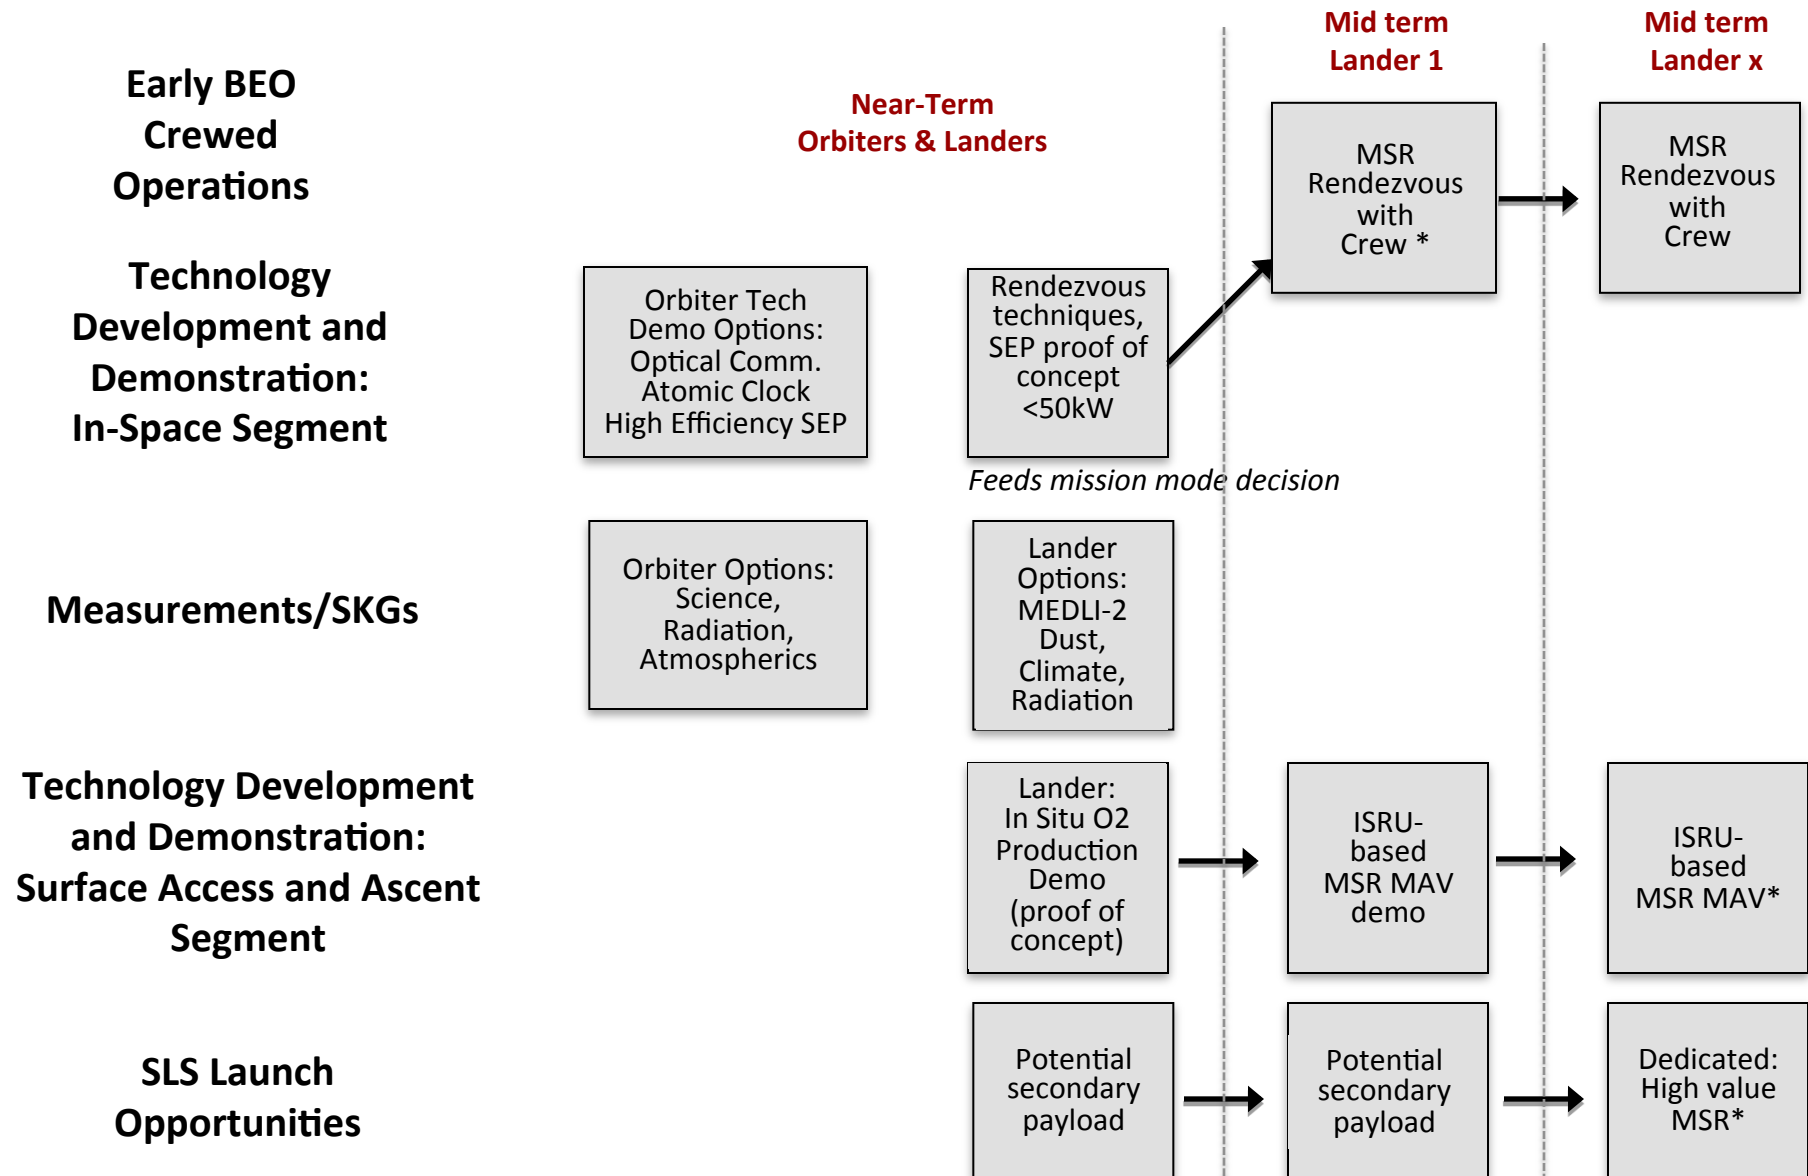 Mid term
Lander 1
Mid term
Lander x
Near-Term
Orbiters & Landers
Early BEO
Crewed
Operations
MSR
Rendezvous
with
Crew *
MSR
Rendezvous
with
Crew
Technology
Development and
Demonstration:
In-Space Segment
Orbiter Tech
Demo Options:
Optical Comm.
Atomic Clock
High Efficiency SEP
Rendezvous
techniques,
SEP proof of
concept
<50kW
Feeds mission mode decision
Measurements/SKGs
Orbiter Options:
Science,
Radiation,
Atmospherics
Lander
Options:
MEDLI-2
Dust,
Climate,
Radiation
Technology Development
and Demonstration:
Surface Access and Ascent
Segment
Lander:
In Situ O2
Production
Demo
(proof of
concept)
ISRU-
based
MSR MAV
demo
ISRU-
based
MSR MAV*
SLS Launch
Opportunities
Potential
secondary
payload
Potential
secondary
payload
Dedicated:
High value
MSR*